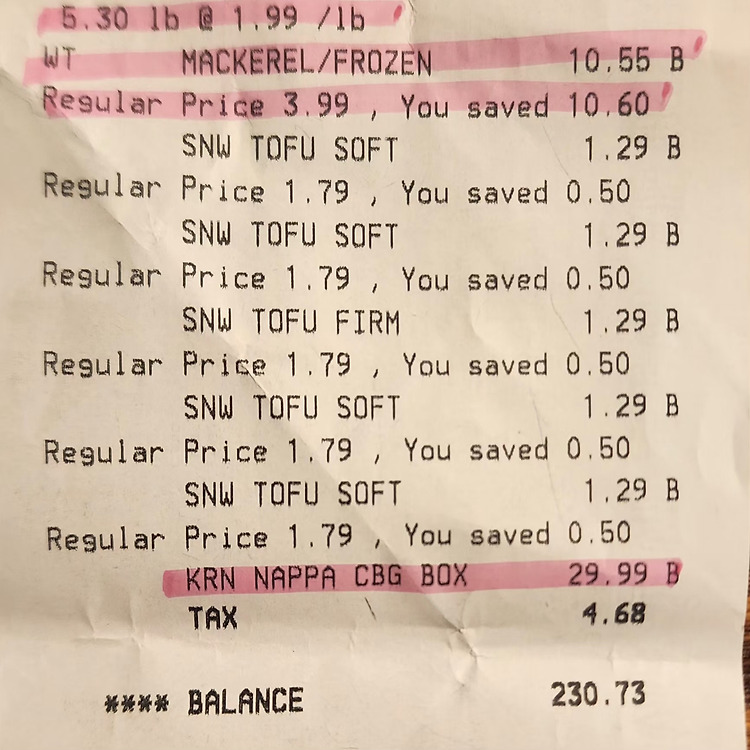 5.30 lb @ 1.99 /lb
WT MACKEREL/FROZEN 10.55 B
Regular Price 3.99 , You saved 10.60
SNW TOFU SOFT 1.29 B
Regular Price 1.79 , You saved 0.50
SNW TOFU SOFT 1.29 B
Regular Price 1.79 , You saved 0.50
SNW TOFU FIRM 1.29 B
Regular Price 1.79 , You saved 0.50
SNW TOFU SOFT 1.29 B
Regular Price 1.79 , You saved 0.50
SNW TOFU SOFT 1.29 B
Regular Price 1.79 , You saved 0.50
KRN NAPPA CBG BOX 29.99 B
TAX 4.68
**** BALANCE 230.73